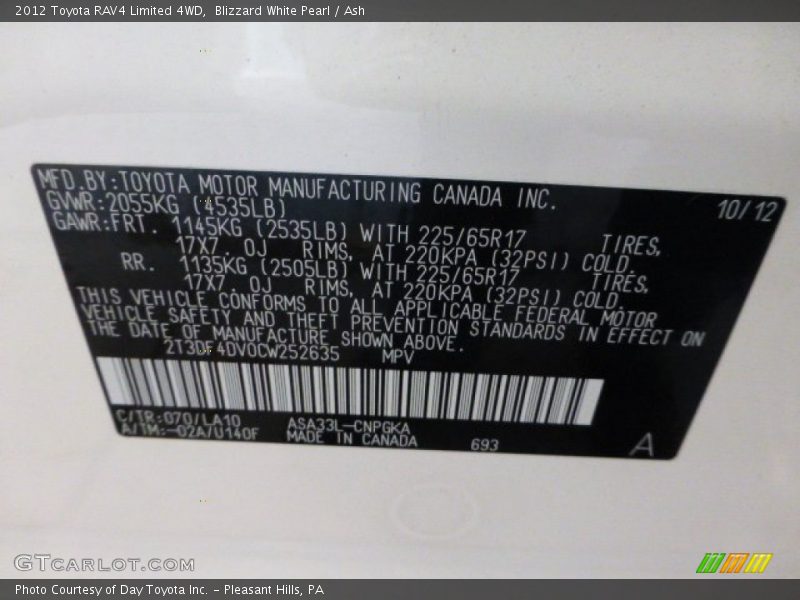 2012 Toyota RAV4 Limited 4WD,  Blizzard White Pearl / Ash
MFD.BY:TOYOTA MOTOR MANUFACTURING CANADA INC.
10/12
GVWR:2055KG (4535LB)
GAWR:FRT. 1145KG (2535LB) WITH 225/65R17 TIRES,
17X7 OJ RIMS, AT 220KPA (32PSI) COLD.
RR. 1135KG (2505LB) WITH 225/65R17 TIRES,
17X7 OJ RIMS, AT 220KPA (32PSI) COLD.
THIS VEHICLE CONFORMS TO ALL APPLICABLE FEDERAL MOTOR
VEHICLE SAFETY AND THEFT PREVENTION STANDARDS IN EFFECT ON
THE DATE OF MANUFACTURE SHOWN ABOVE.
2T3DF4DV0CW252635 MPV
C/TR:070/LA10 ASA33L-CNPGKA
A/TM:-02A/U140F MADE IN CANADA 693 A
GTCARLOT.COM
Photo Courtesy of Day Toyota Inc. - Pleasant Hills, PA